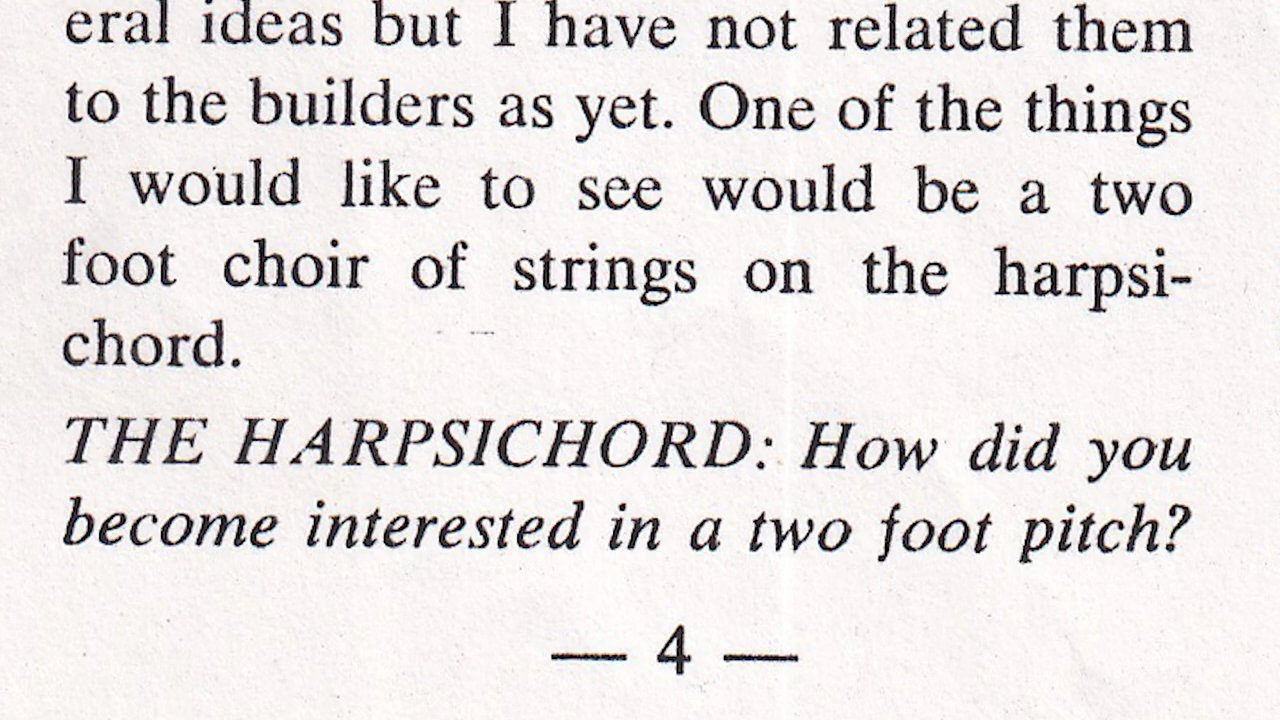 eral ideas but I have not related them
to the builders as yet. One of the things
I would like to see would be a two
foot choir of strings on the harpsi-
chord.
THE HARPSICHORD: How did you
become interested in a two foot pitch?
— 4 —